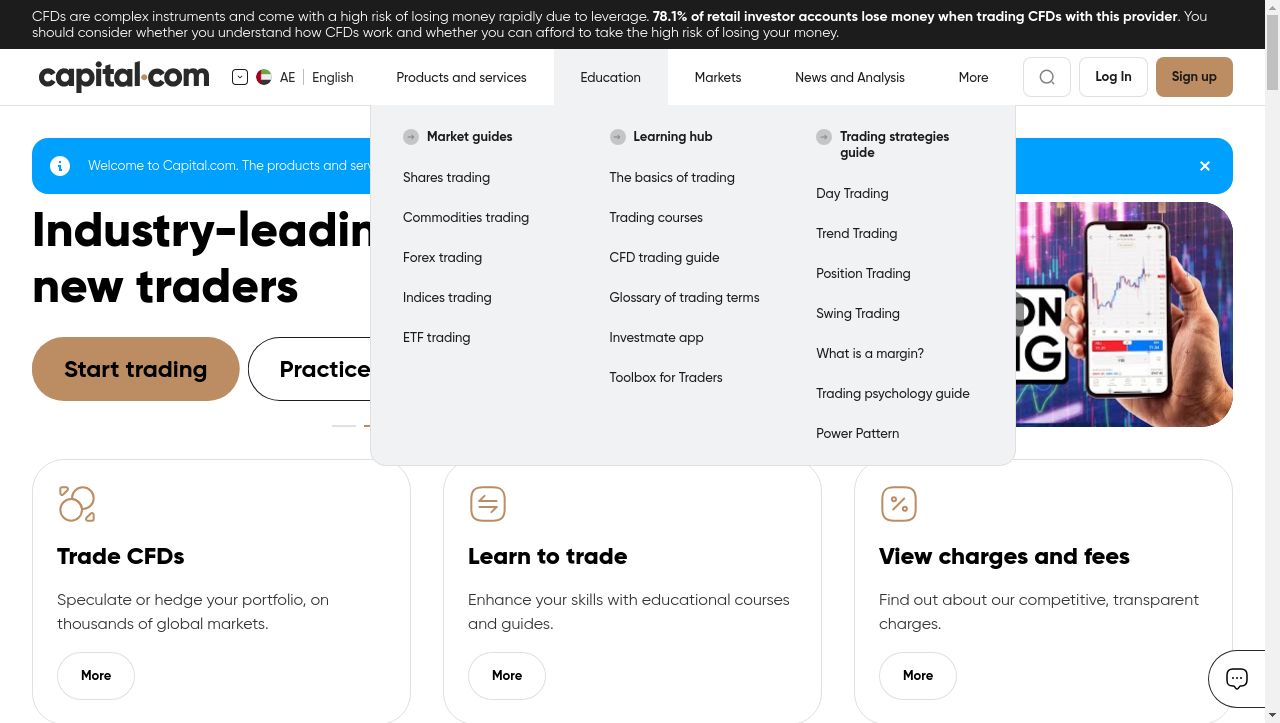 CFDs are complex instruments and come with a high risk of losing money rapidly due to leverage. 78.1% of retail investor accounts lose money when trading CFDs with this provider. You
should consider whether you understand how CFDs work and whether you can afford to take the high risk of losing your money.
capital.com
AE English
Products and services
Education
Markets
News and Analysis
More
Log In
Sign up
Market guides
Shares trading
Commodities trading
Forex trading
Indices trading
ETF trading
Learning hub
The basics of trading
Trading courses
CFD trading guide
Glossary of trading terms
Investmate app
Toolbox for Traders
Trading strategies
guide
Day Trading
Trend Trading
Position Trading
Swing Trading
What is a margin?
Trading psychology guide
Power Pattern
Welcome to Capital.com. The products and
new traders
Start trading
Practice
Trade CFDs
Speculate or hedge your portfolio, on
thousands of global markets.
More
Learn to trade
Enhance your skills with educational courses
and guides.
More
View charges and fees
Find out about our competitive, transparent
charges.
More